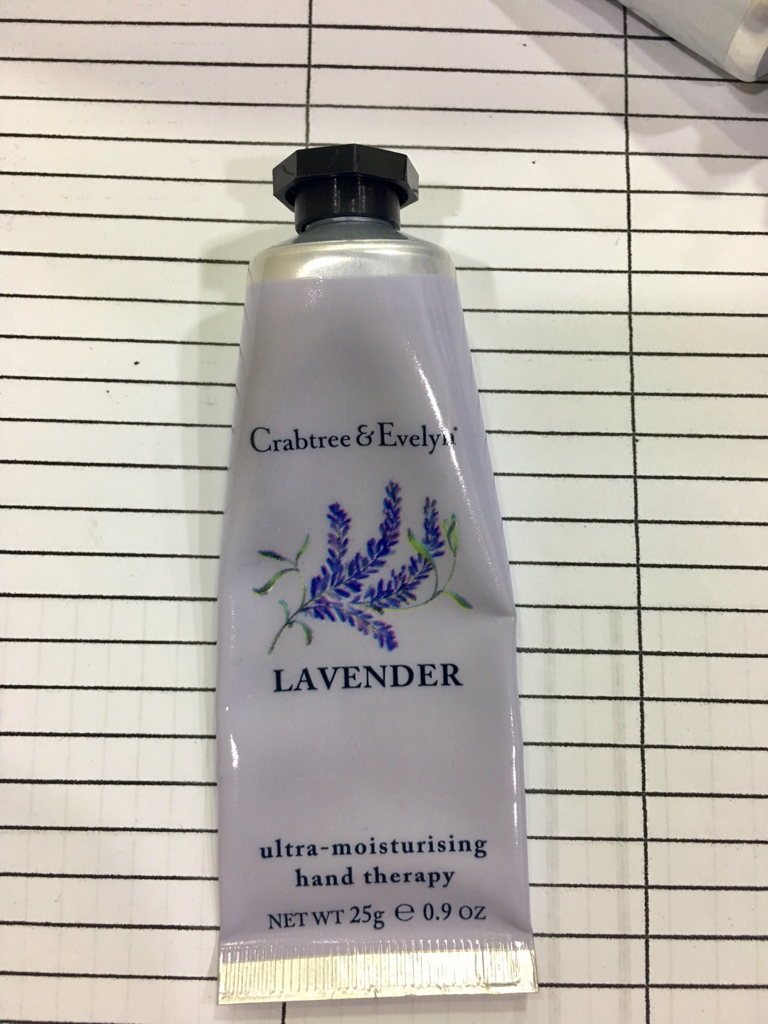 Crabtree & Evelyn®
LAVENDER
ultra-moisturising
hand therapy
NET WT 25g ℮ 0.9 OZ